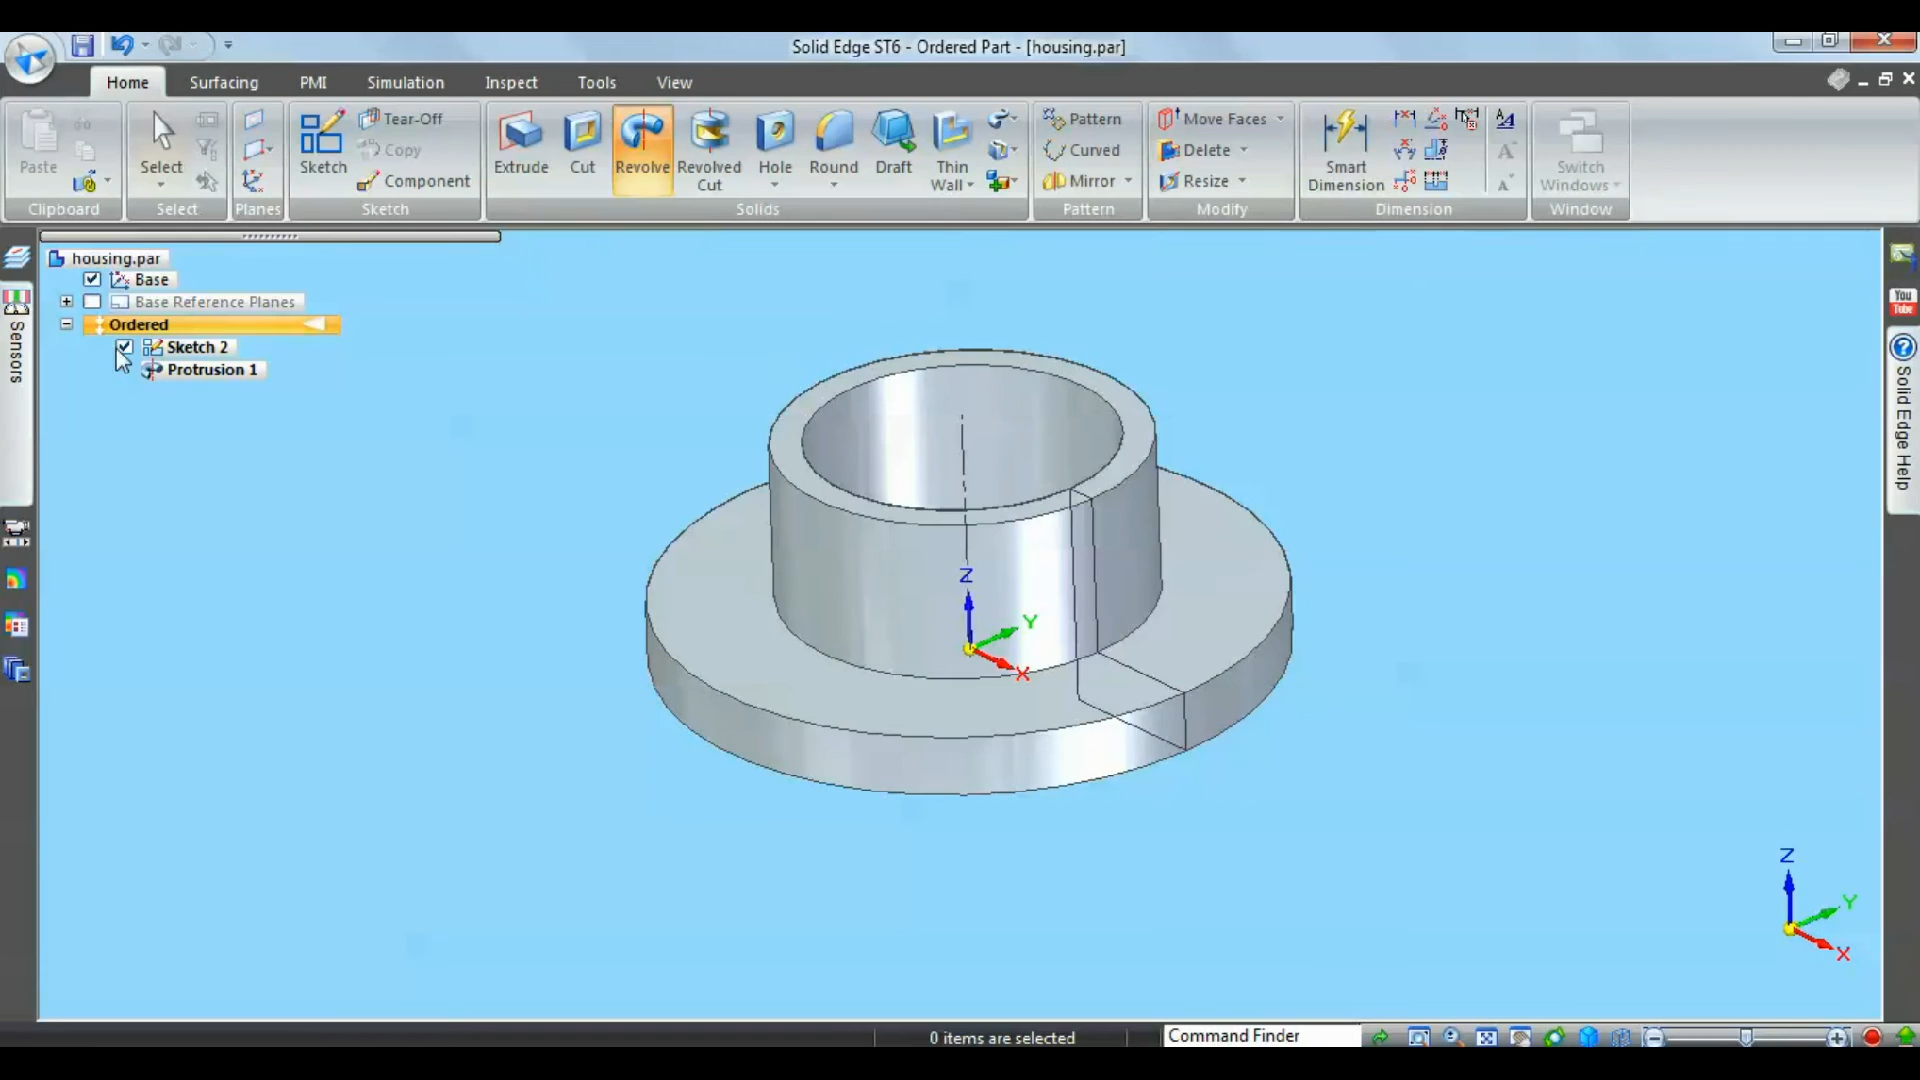 Solid Edge ST6 - Ordered Part - [housing.par]
Home Surfacing PMI Simulation Inspect Tools View
Paste
Clipboard
Select
Select
Planes
Sketch
Tear-Off
Copy
Component
Sketch
Extrude
Cut
Revolve
Revolved Cut
Hole
Round
Draft
Thin Wall
Solids
Pattern
Curved
Mirror
Pattern
Move Faces
Delete
Resize
Modify
Smart Dimension
A
A
A
Dimension
Switch Windows
Window
housing.par
Base
Base Reference Planes
Ordered
Sketch 2
Protrusion 1
Sensors
You
Tube
Solid Edge Help
Z
Y
X
Z
Y
X
0 items are selected
Command Finder